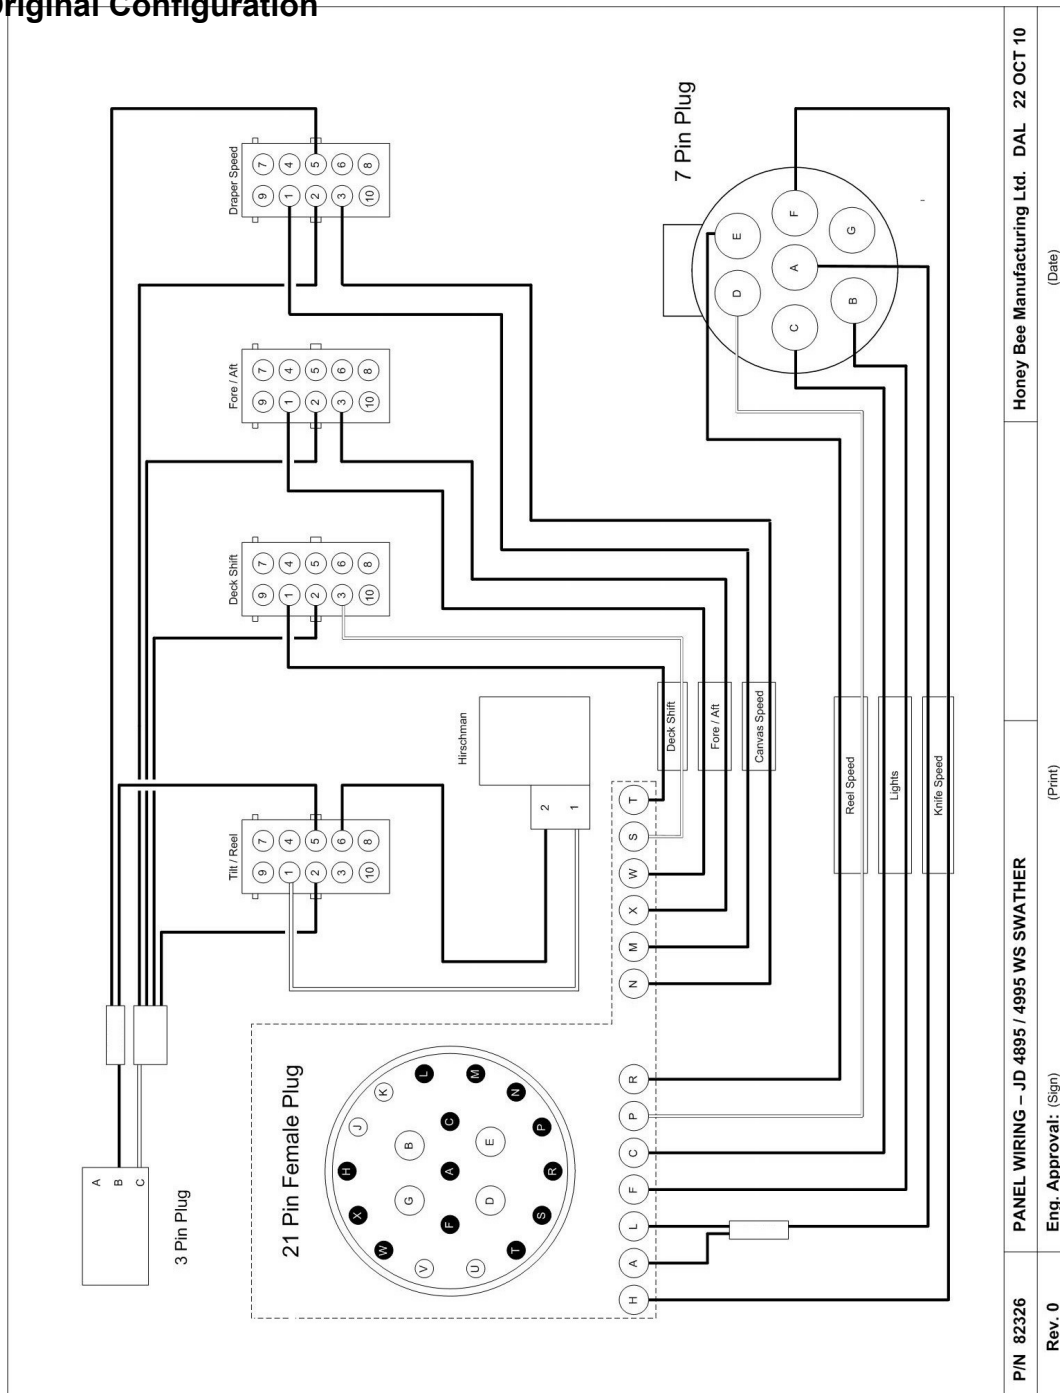 Original Configuration
3 Pin Plug
A
B
C
Tilt / Reel
9 7
1 4
2 5
3 6
10 8
Deck Shift
9 7
1 4
2 5
3 6
10 8
Fore / Aft
9 7
1 4
2 5
3 6
10 8
Draper Speed
9 7
1 4
2 5
3 6
10 8
Hirschman
2
1
21 Pin Female Plug
H J K L M N P R S T U V W X
A B C D E F G
H A L F C P R N M X W S T
Deck Shift
Fore / Aft
Canvas Speed
Reel Speed
Lights
Knife Speed
7 Pin Plug
D E
C A F
B G
P/N 82326
PANEL WIRING – JD 4895 / 4995 WS SWATHER
Honey Bee Manufacturing Ltd. DAL 22 OCT 10
Rev. 0
Eng. Approval: (Sign)
(Print)
(Date)